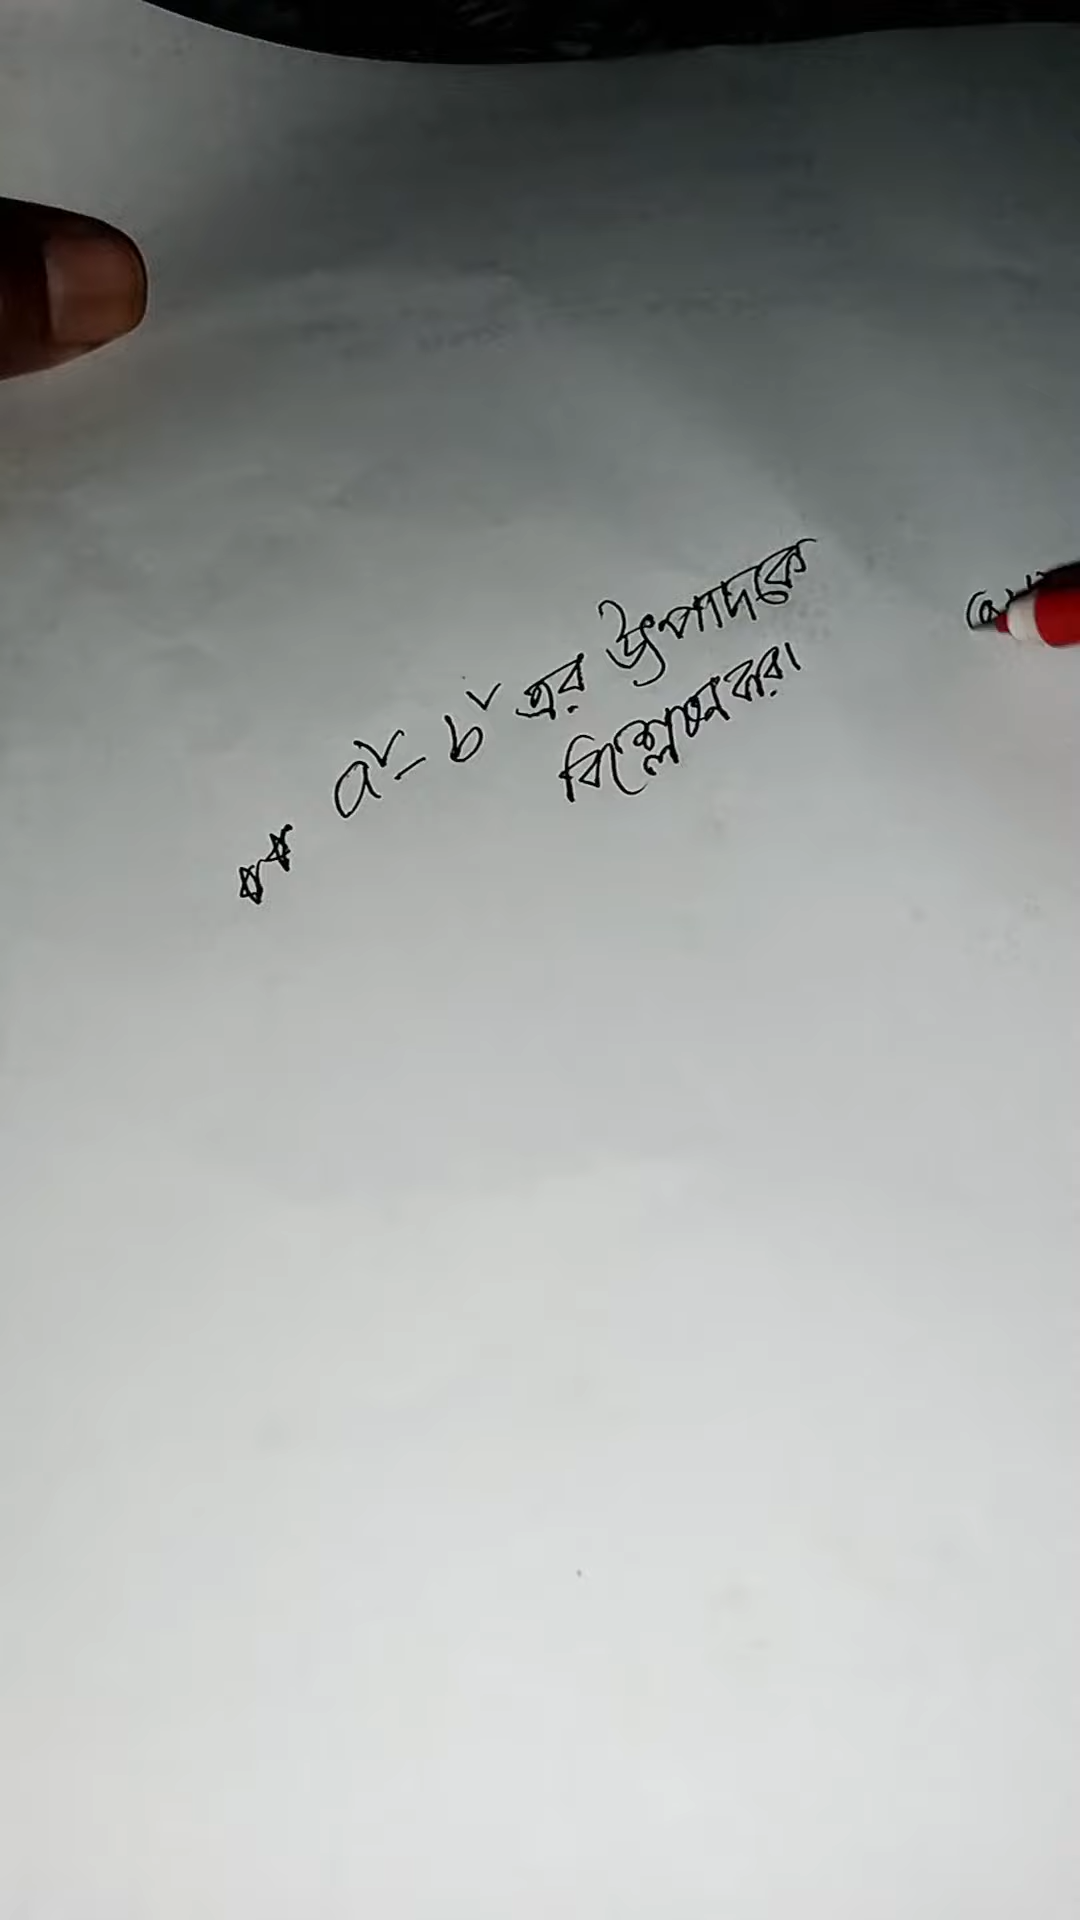 ** a² - b² এর উৎপাদকে
বিশ্লেষণ কর।